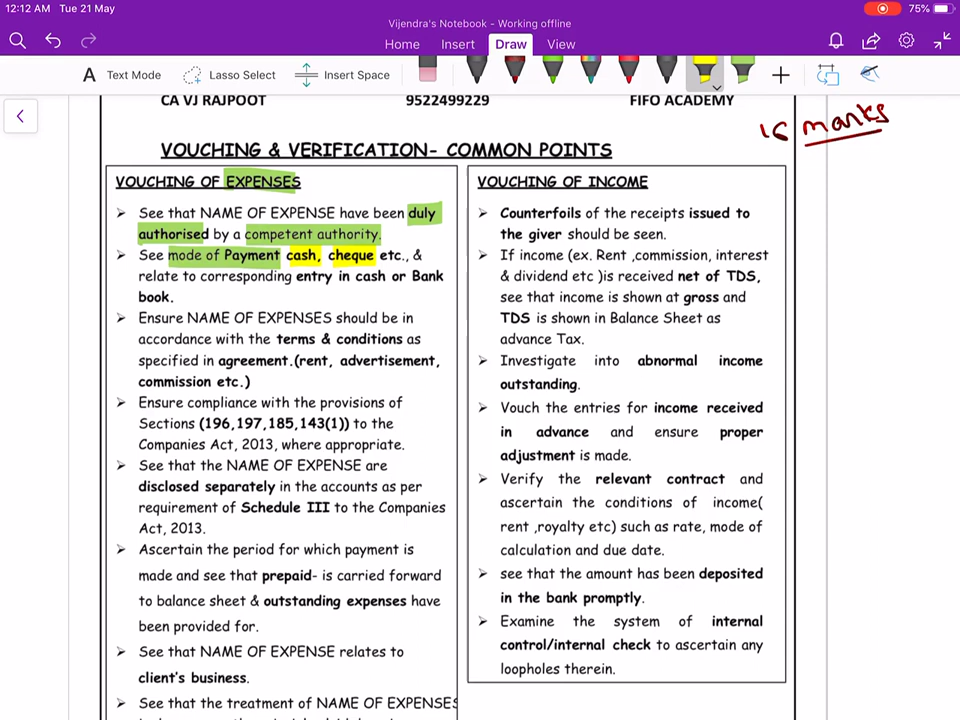 12:12 AM Tue 21 May
75%
Vijendra's Notebook - Working offline
Home Insert Draw View
Text Mode Lasso Select Insert Space
CA VJ RAJPOOT 9522499229 FIFO ACADEMY
16 marks
VOUCHING & VERIFICATION- COMMON POINTS
VOUCHING OF EXPENSES
➢ See that NAME OF EXPENSE have been duly
authorised by a competent authority.
➢ See mode of Payment cash, cheque etc., &
relate to corresponding entry in cash or Bank
book.
➢ Ensure NAME OF EXPENSES should be in
accordance with the terms & conditions as
specified in agreement.(rent, advertisement,
commission etc.)
➢ Ensure compliance with the provisions of
Sections (196,197,185,143(1)) to the
Companies Act, 2013, where appropriate.
➢ See that the NAME OF EXPENSE are
disclosed separately in the accounts as per
requirement of Schedule III to the Companies
Act, 2013.
➢ Ascertain the period for which payment is
made and see that prepaid- is carried forward
to balance sheet & outstanding expenses have
been provided for.
➢ See that NAME OF EXPENSE relates to
client's business.
➢ See that the treatment of NAME OF EXPENSES
VOUCHING OF INCOME
➢ Counterfoils of the receipts issued to
the giver should be seen.
➢ If income (ex. Rent ,commission, interest
& dividend etc )is received net of TDS,
see that income is shown at gross and
TDS is shown in Balance Sheet as
advance Tax.
➢ Investigate into abnormal income
outstanding.
➢ Vouch the entries for income received
in advance and ensure proper
adjustment is made.
➢ Verify the relevant contract and
ascertain the conditions of income(
rent ,royalty etc) such as rate, mode of
calculation and due date.
➢ see that the amount has been deposited
in the bank promptly.
➢ Examine the system of internal
control/internal check to ascertain any
loopholes therein.